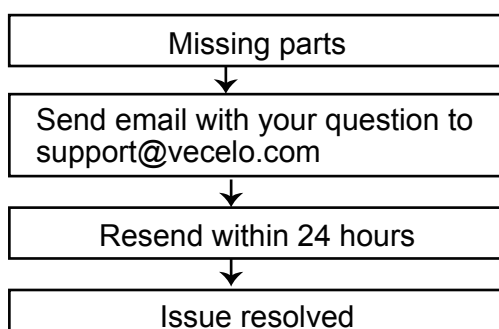 Missing parts
Send email with your question to
support@vecelo.com
Resend within 24 hours
Issue resolved